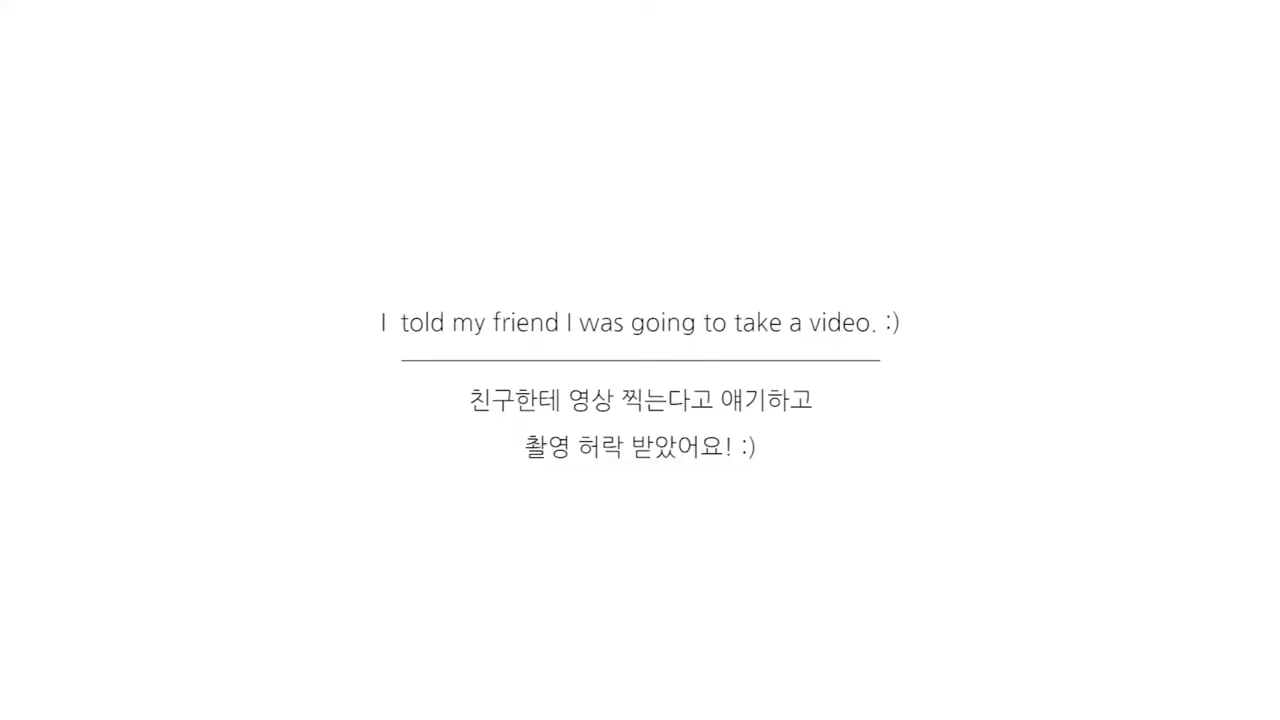 I told my friend I was going to take a video. :)
친구한테 영상 찍는다고 얘기하고
촬영 허락 받았어요! :)